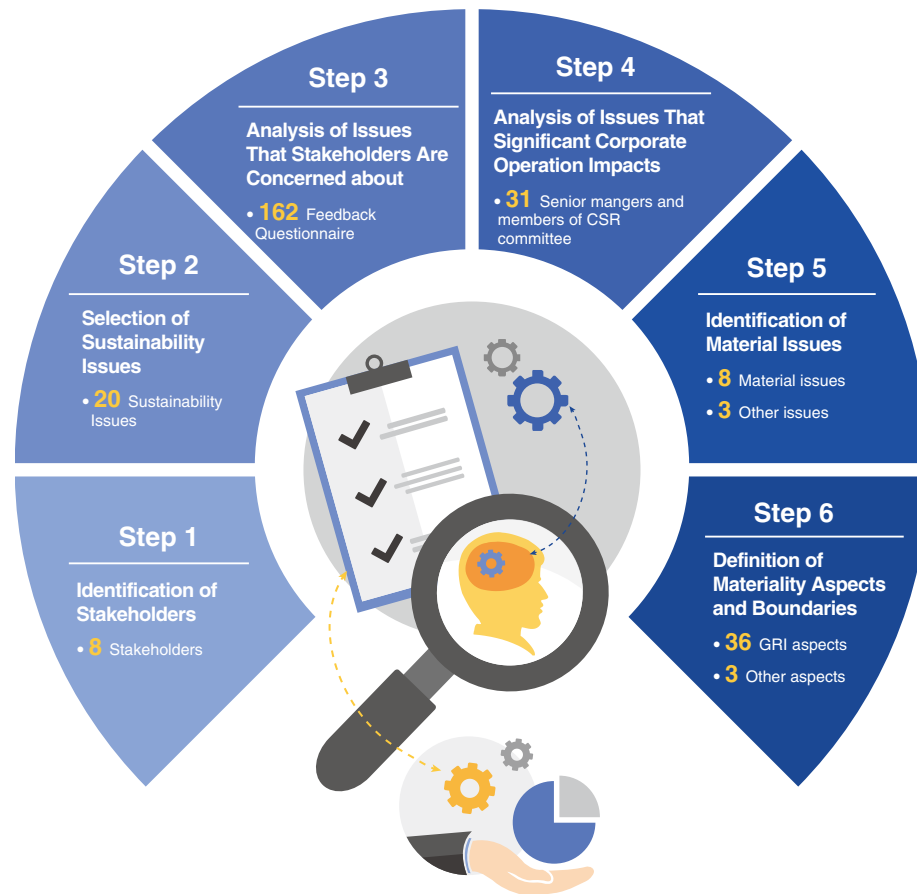 Step 1
Identification of
Stakeholders
• 8 Stakeholders
Step 2
Selection of
Sustainability
Issues
• 20 Sustainability
Issues
Step 3
Analysis of Issues
That Stakeholders Are
Concerned about
• 162 Feedback
Questionnaire
Step 4
Analysis of Issues That
Significant Corporate
Operation Impacts
• 31 Senior mangers and
members of CSR
committee
Step 5
Identification of
Material Issues
• 8 Material issues
• 3 Other issues
Step 6
Definition of
Materiality Aspects
and Boundaries
• 36 GRI aspects
• 3 Other aspects